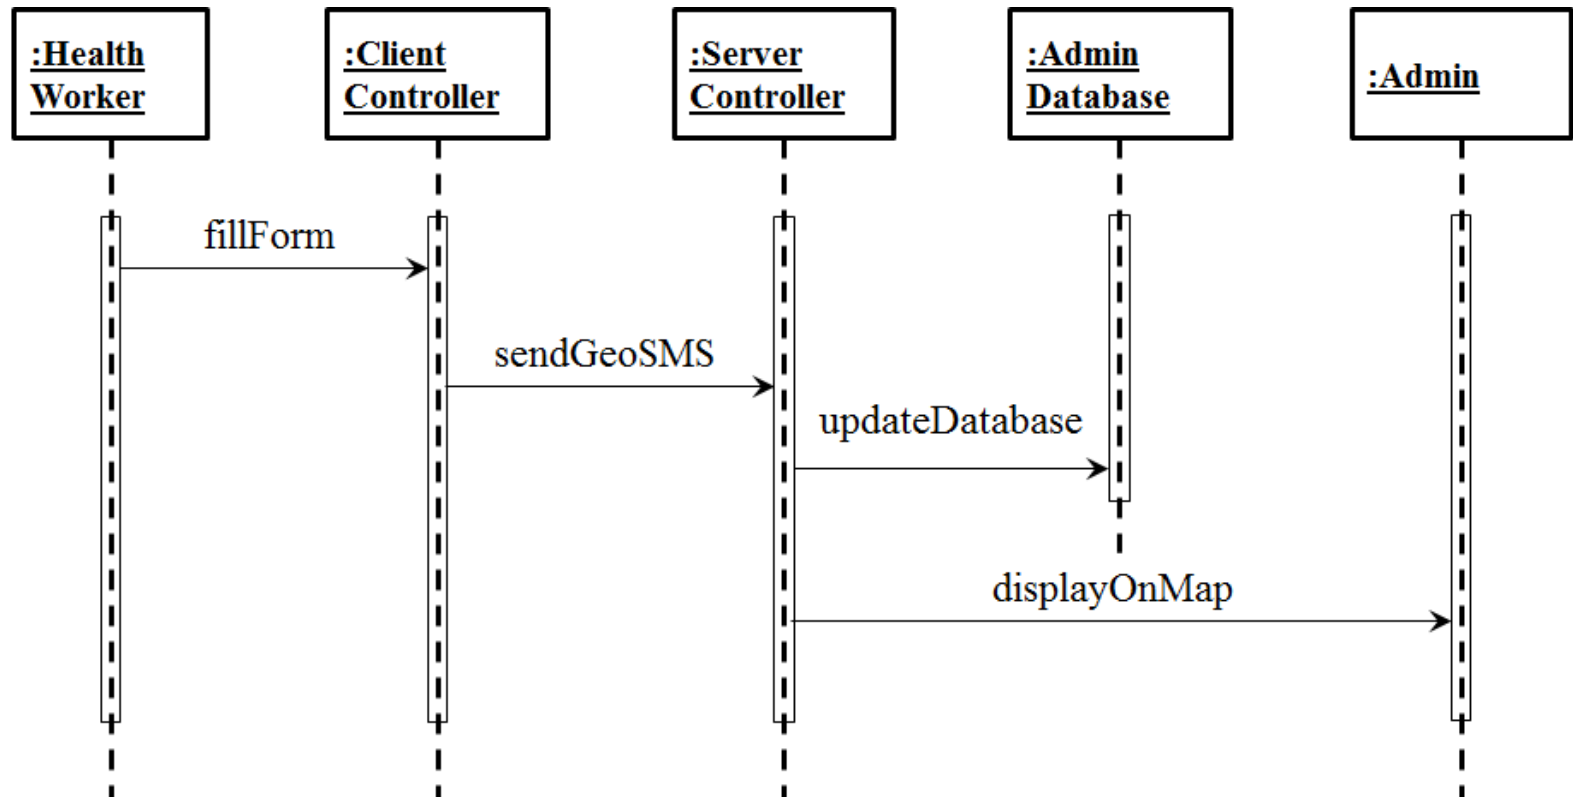 :Health
Worker
:Client
Controller
:Server
Controller
:Admin
Database
:Admin
fillForm
sendGeoSMS
updateDatabase
displayOnMap